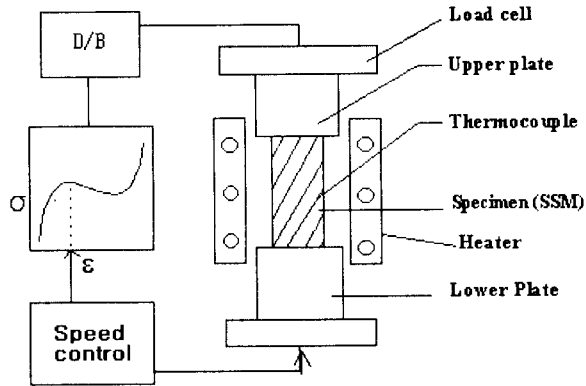 Load cell
D/B
Upper plate
Thermocouple
σ
Specimen (SSM)
Heater
ε
Lower Plate
Speed
control